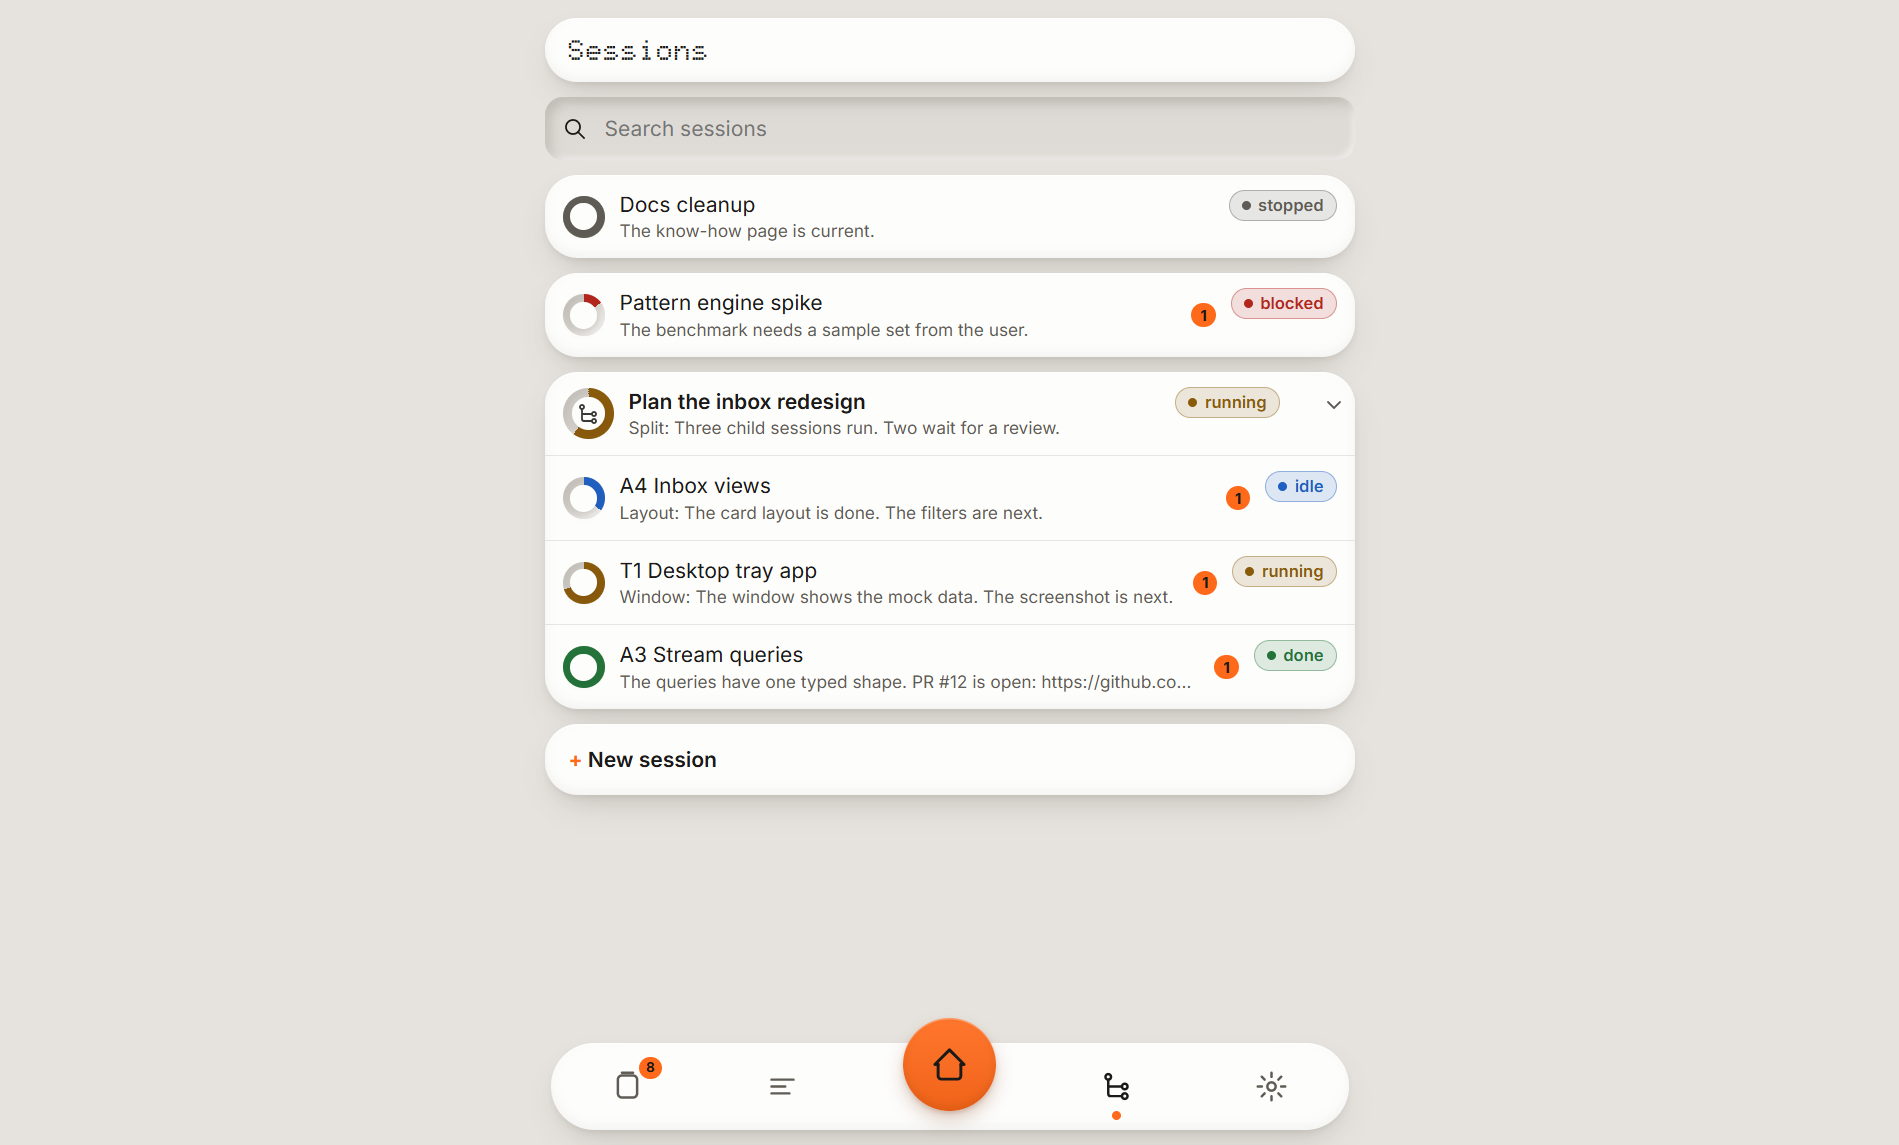 Sessions
Search sessions
Docs cleanup
stopped
The know-how page is current.
Pattern engine spike
1
blocked
The benchmark needs a sample set from the user.
Plan the inbox redesign
running
Split: Three child sessions run. Two wait for a review.
A4 Inbox views
1
idle
Layout: The card layout is done. The filters are next.
T1 Desktop tray app
1
running
Window: The window shows the mock data. The screenshot is next.
A3 Stream queries
1
done
The queries have one typed shape. PR #12 is open: https://github.co...
+ New session
8